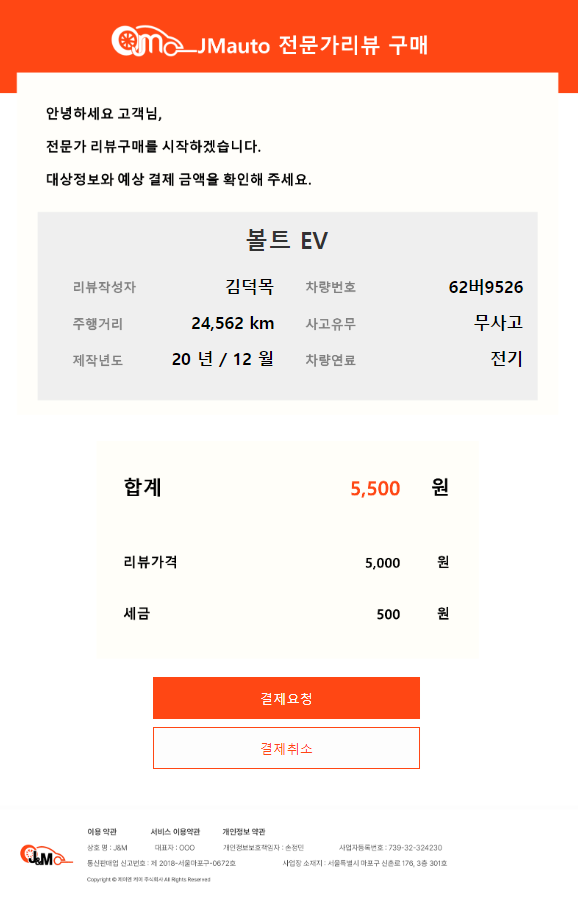 JMauto 전문가리뷰 구매
안녕하세요 고객님,
전문가 리뷰구매를 시작하겠습니다.
대상정보와 예상 결제 금액을 확인해 주세요.
볼트 EV
리뷰작성자 김덕목 차량번호 62버9526
주행거리 24,562 km 사고유무 무사고
제작년도 20 년 / 12 월 차량연료 전기
합계 5,500 원
리뷰가격 5,000 원
세금 500 원
결제요청
결제취소
이용 약관 서비스 이용약관 개인정보 약관
J&M 상호 명 : J&M 대표자 : OOO 개인정보보호책임자 : 손정민 사업자등록번호 : 739-32-324230
통신판매업 신고번호 : 제 2018-서울마포구-0672호 사업장 소재지 : 서울특별시 마포구 신촌로 176, 3층 301호
Copyright © 제이엔 카의 주식회사 All Rights Reserved